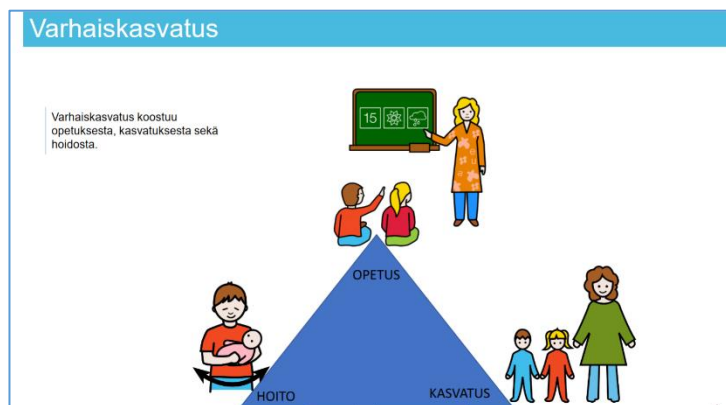 Varhaiskasvatus
Varhaiskasvatus koostuu
opetuksesta, kasvatuksesta sekä
hoidosta.
15
OPETUS
HOITO
KASVATUS